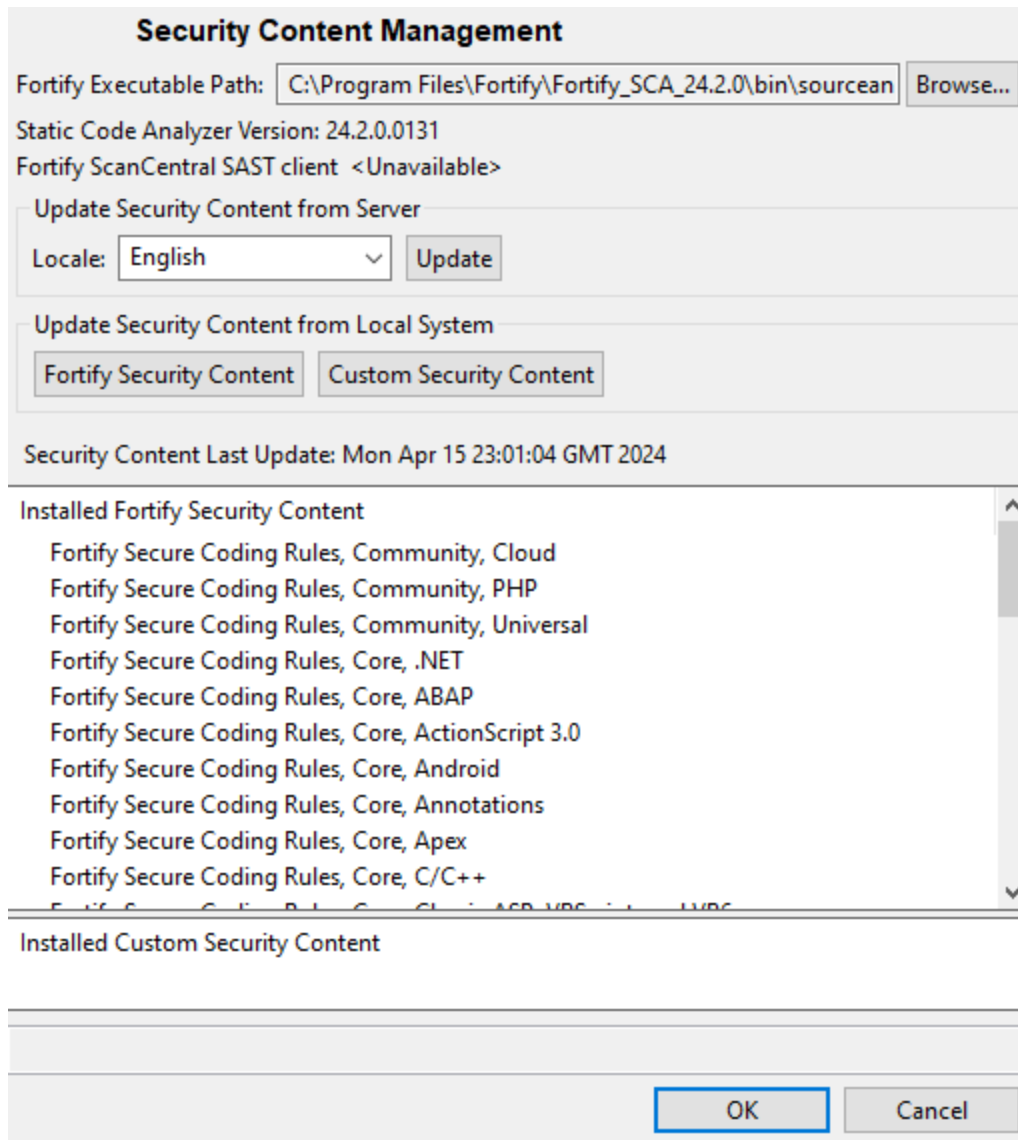 Security Content Management
Fortify Executable Path: C:\Program Files\Fortify\Fortify_SCA_24.2.0\bin\sourcean Browse...
Static Code Analyzer Version: 24.2.0.0131
Fortify ScanCentral SAST client <Unavailable>
Update Security Content from Server
Locale: English Update
Update Security Content from Local System
Fortify Security Content Custom Security Content
Security Content Last Update: Mon Apr 15 23:01:04 GMT 2024
Installed Fortify Security Content
Fortify Secure Coding Rules, Community, Cloud
Fortify Secure Coding Rules, Community, PHP
Fortify Secure Coding Rules, Community, Universal
Fortify Secure Coding Rules, Core, .NET
Fortify Secure Coding Rules, Core, ABAP
Fortify Secure Coding Rules, Core, ActionScript 3.0
Fortify Secure Coding Rules, Core, Android
Fortify Secure Coding Rules, Core, Annotations
Fortify Secure Coding Rules, Core, Apex
Fortify Secure Coding Rules, Core, C/C++
Installed Custom Security Content
OK Cancel